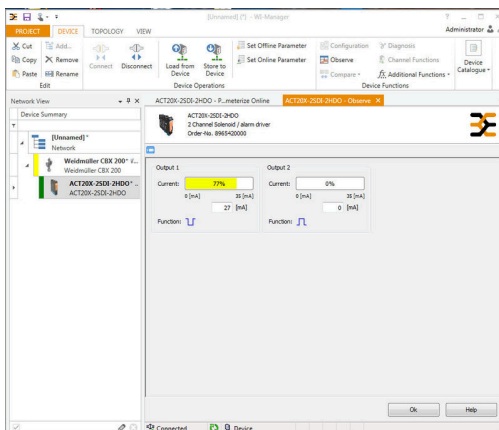 [Unnamed] (*) - WI-Manager
PROJECT DEVICE TOPOLOGY VIEW Administrator
Cut Add... Set Offline Parameter Configuration Diagnosis
Copy Remove Set Online Parameter Observe Channel Functions
Paste Rename Compare Additional Functions
Connect Disconnect Load from Device Store to Device Device Catalogue
Edit Device Operations Device Functions
Network View
Device Summary
[Unnamed]*
Network
Weidmüller CBX 200*
Weidmuller CBX 200
ACT20X-2SDI-2HDO* ..
ACT20X-2SDI-2HDO
ACT20X-2SDI-2HDO - P...meterize Online ACT20X-2SDI-2HDO - Observe
ACT20X-2SDI-2HDO
2 Channel Solenoid / alarm driver
Order-No. 8965420000
Output 1 Output 2
Current: 77% Current: 0%
0 [mA] 35 [mA] 0 [mA] 35 [mA]
27 [mA] 0 [mA]
Function: Function:
Ok Help
Connected Device